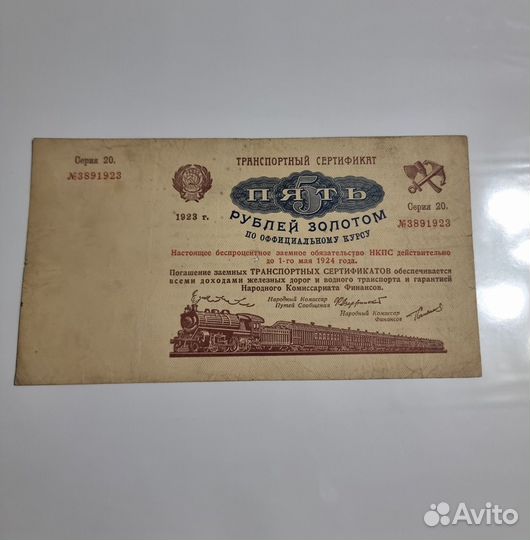 Серия 20.
№3891923
ТРАНСПОРТНЫЙ СЕРТИФИКАТ
5
ПЯТЬ
1923 г.
РУБЛЕЙ ЗОЛОТОМ
ПО ОФФИЦИАЛЬНОМУ КУРСУ
Серия 20.
№3891923
Настоящее беспроцентное заемное обязательство НКПС действительно
до 1-го мая 1924 года.
Погашение заемных ТРАНСПОРТНЫХ СЕРТИФИКАТОВ обеспечивается
всеми доходами железных дорог и водного транспорта и гарантией
Народного Комиссариата Финансов.
Народный Комиссар
Путей Сообщения
Народный Комиссар
Финансов
Avito